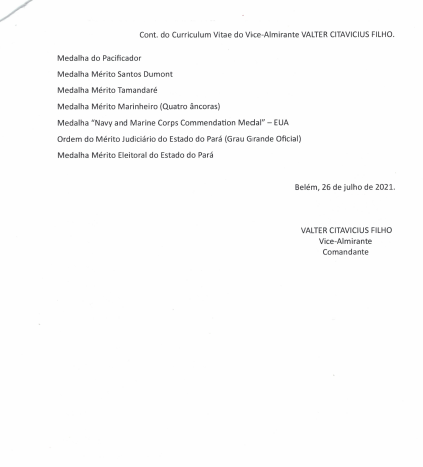 Cont. do Curriculum Vitae do Vice-Almirante VALTER CITAVICIUS FILHO.
Medalha do Pacificador
Medalha Mérito Santos Dumont
Medalha Mérito Tamandaré
Medalha Mérito Marinheiro (Quatro âncoras)
Medalha “Navy and Marine Corps Commendation Medal” – EUA
Ordem do Mérito Judiciário do Estado do Pará (Grau Grande Oficial)
Medalha Mérito Eleitoral do Estado do Pará
Belém, 26 de julho de 2021.
VALTER CITAVICIUS FILHO
Vice-Almirante
Comandante